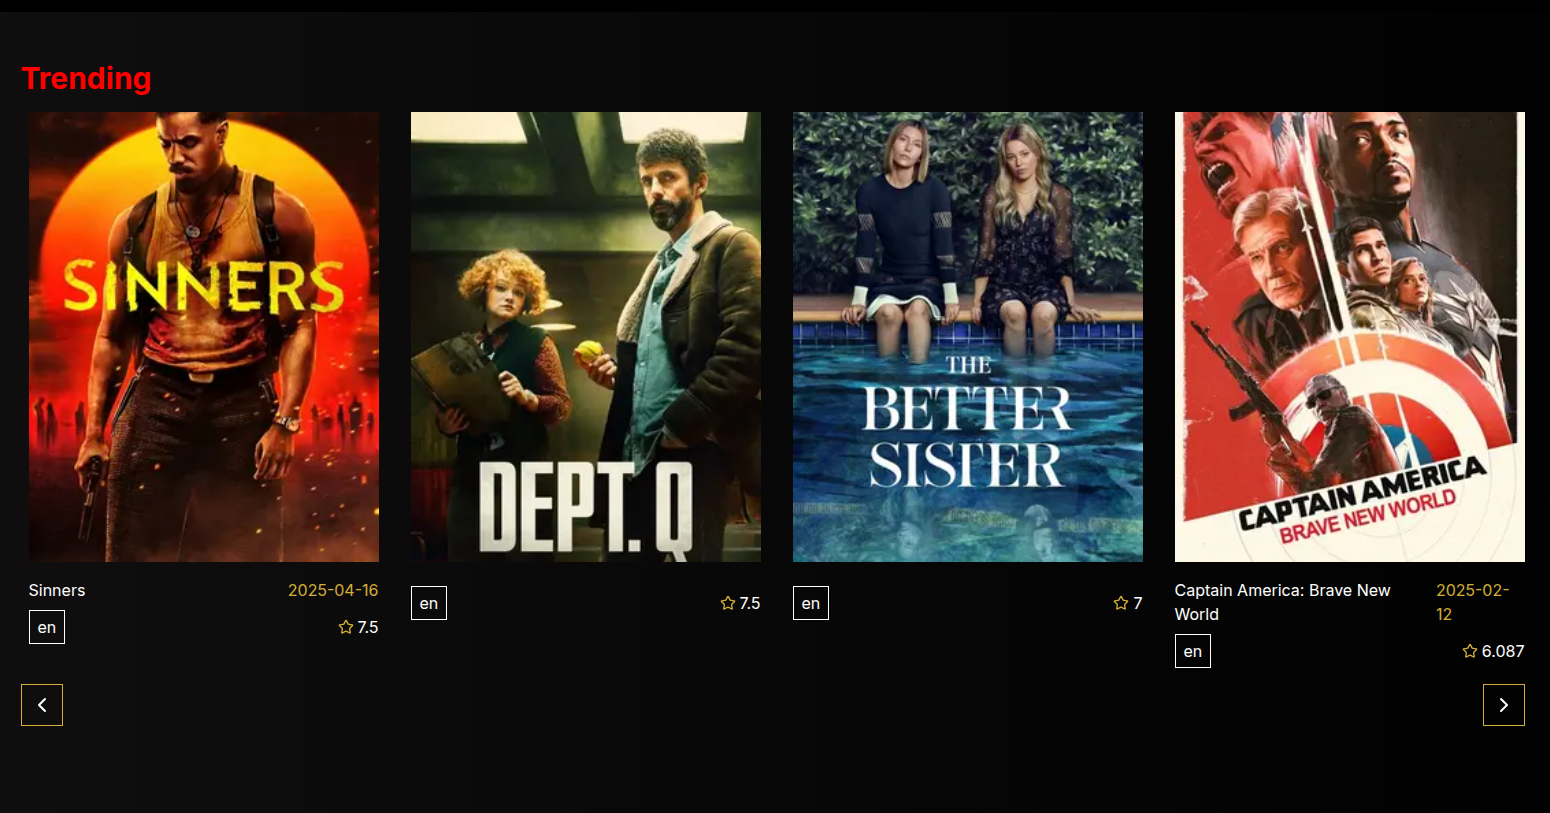 Trending
SINNERS
DEPT. Q
THE
BETTER
SISTER
CAPTAIN AMERICA
BRAVE NEW WORLD
Sinners
2025-04-16
en
7.5
en
7.5
en
7
Captain America: Brave New
World
2025-02-
12
en
6.087